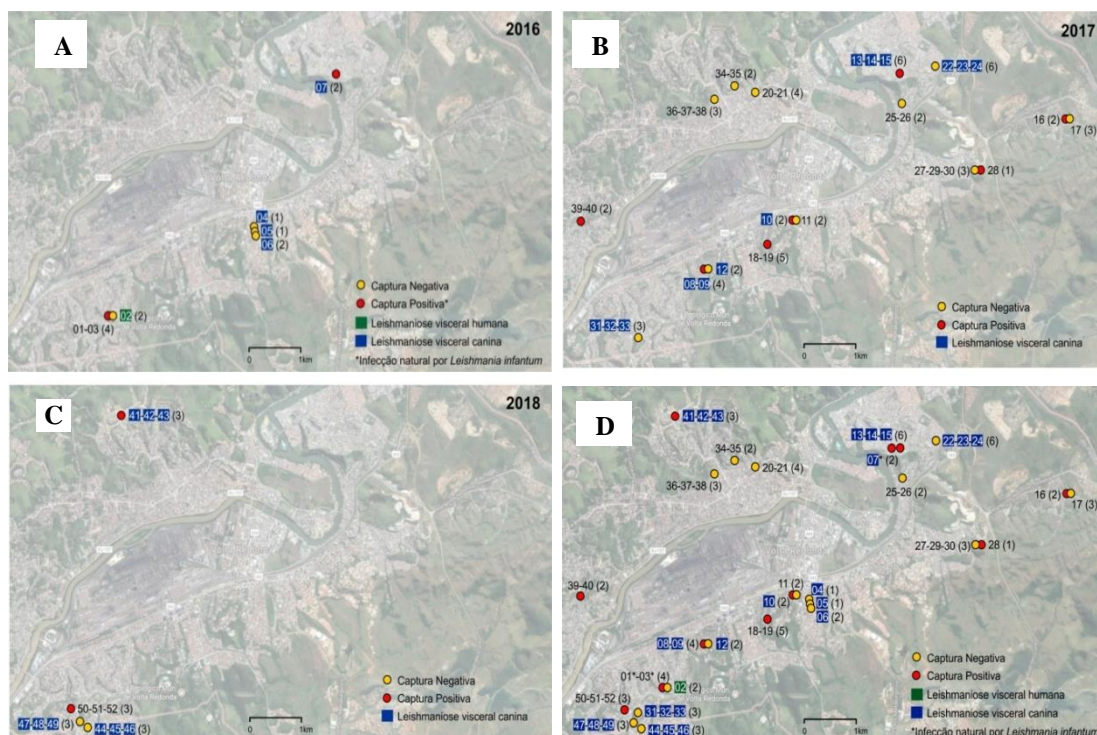 A
2016
07 (2)
04 (1)
05 (1)
06 (2)
02 (2)
01-03 (4)
Captura Negativa
Captura Positiva*
Leishmaniose visceral humana
Leishmaniose visceral canina
*Infecção natural por Leishmania infantum
0 1km
B
2017
13-14-15 (6)
22-23-24 (6)
34-35 (2)
20-21 (4)
36-37-38 (3)
25-26 (2)
16 (2)
17 (3)
27-29-30 (3)
28 (1)
39-40 (2)
10 (2)
11 (2)
18-19 (5)
12 (2)
08-09 (4)
31-32-33 (3)
Captura Negativa
Captura Positiva
Leishmaniose visceral canina
0 1km
C
2018
41-42-43 (3)
50-51-52 (3)
47-48-49 (3)
44-45-46 (3)
Captura Negativa
Captura Positiva
Leishmaniose visceral canina
0 1km
D
41-42-43 (3)
13-14-15 (6)
22-23-24 (6)
34-35 (2)
07* (2)
20-21 (4)
36-37-38 (3)
25-26 (2)
16 (2)
17 (3)
27-29-30 (3)
28 (1)
39-40 (2)
11 (2)
04 (1)
10 (2)
05 (1)
06 (2)
18-19 (5)
08-09 (4)
12 (2)
01*-03* (4)
02 (2)
50-51-52 (3)
31-32-33 (3)
47-48-49 (3)
44-45-46 (3)
Captura Negativa
Captura Positiva
Leishmaniose visceral humana
Leishmaniose visceral canina
*Infecção natural por Leishmania infantum
0 1km